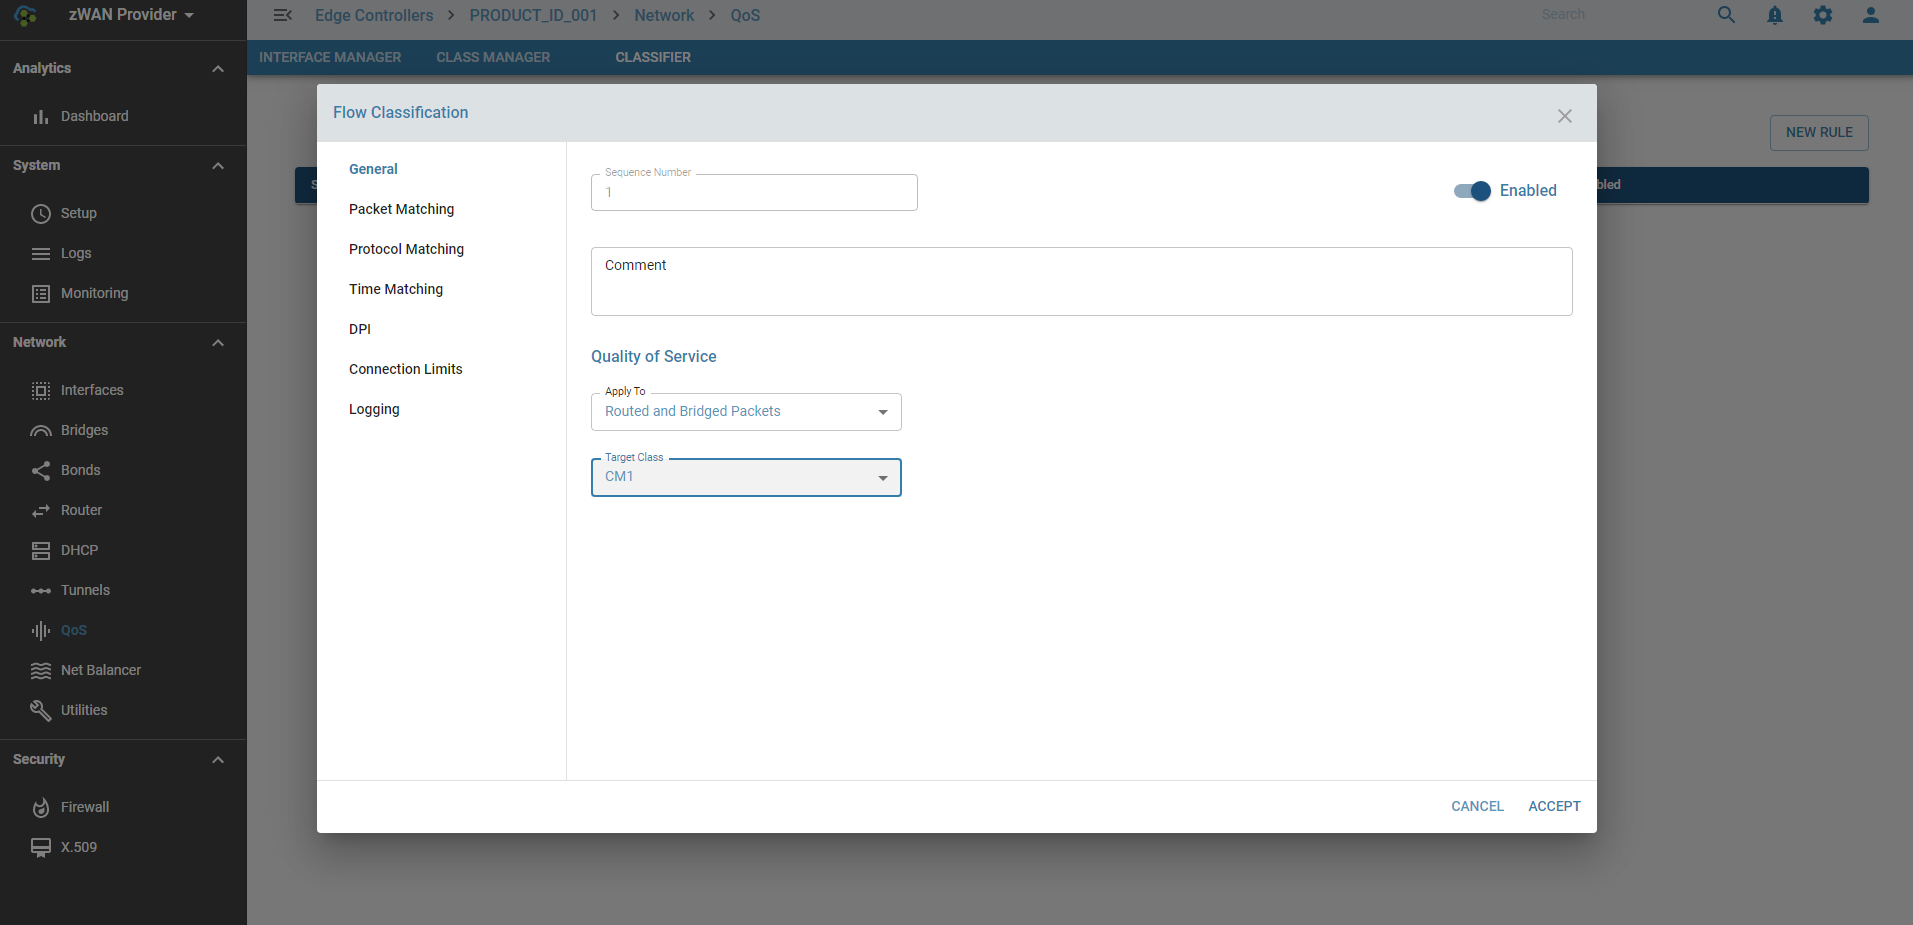 zWAN Provider
Edge Controllers
PRODUCT_ID_001
Network
QoS
Search
INTERFACE MANAGER
CLASS MANAGER
CLASSIFIER
Analytics
Dashboard
System
Setup
Logs
Monitoring
Network
Interfaces
Bridges
Bonds
Router
DHCP
Tunnels
QoS
Net Balancer
Utilities
Security
Firewall
X.509
NEW RULE
Flow Classification
General
Packet Matching
Protocol Matching
Time Matching
DPI
Connection Limits
Logging
Sequence Number
1
Enabled
Comment
Quality of Service
Apply To
Routed and Bridged Packets
Target Class
CM1
CANCEL
ACCEPT